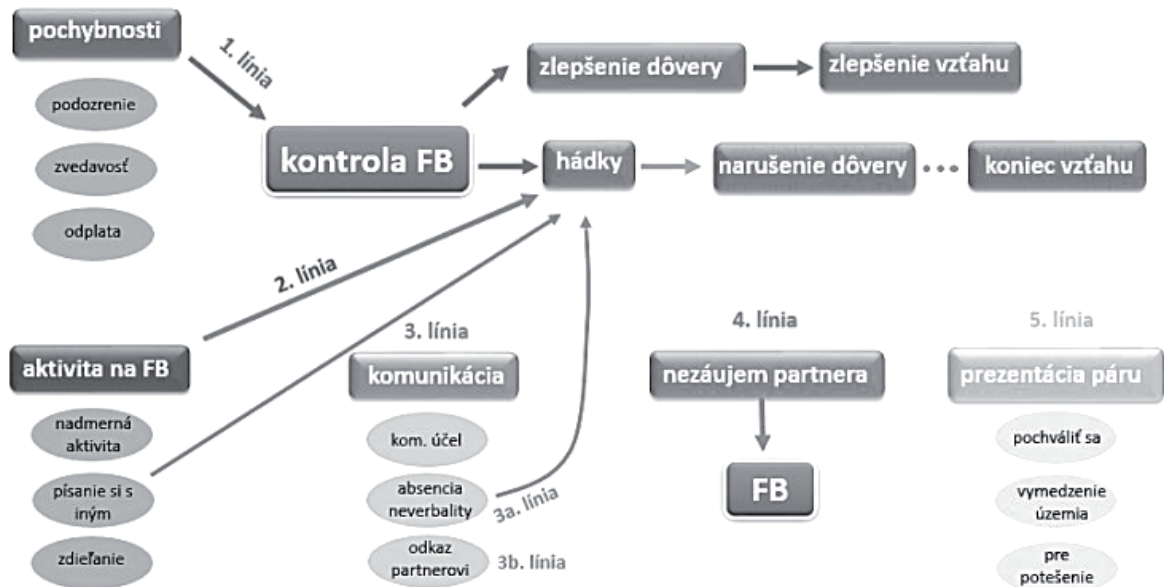 pochybnosti
1. línia
podozrenie
zvedavosť
odplata
kontrola FB
zlepšenie dôvery
zlepšenie vzťahu
hádky
narušenie dôvery
...
koniec vzťahu
2. línia
aktivita na FB
nadmerná
aktivita
písanie si s
iným
zdieľanie
3. línia
komunikácia
kom. účel
absencia
neverbality
3a. línia
odkaz
partnerovi
3b. línia
4. línia
nezáujem partnera
FB
5. línia
prezentácia páru
pochváliť sa
vymedzenie
územia
pre
potešenie